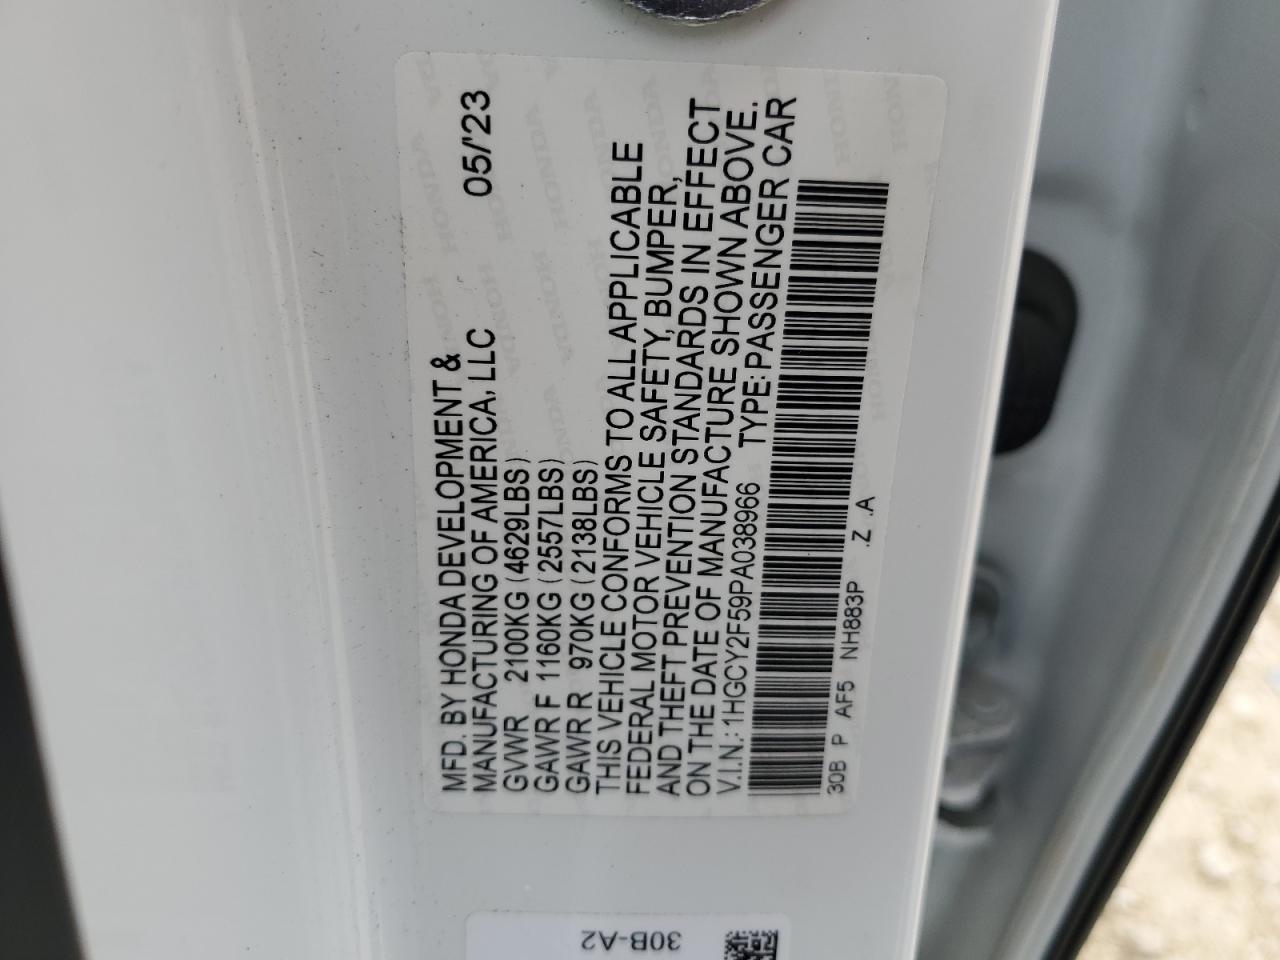 MFD. BY HONDA DEVELOPMENT &
MANUFACTURING OF AMERICA, LLC 05/'23
GVWR 2100KG (4629LBS)
GAWR F 1160KG (2557LBS)
GAWR R 970KG (2138LBS)
THIS VEHICLE CONFORMS TO ALL APPLICABLE
FEDERAL MOTOR VEHICLE SAFETY, BUMPER,
AND THEFT PREVENTION STANDARDS IN EFFECT
ON THE DATE OF MANUFACTURE SHOWN ABOVE.
V.I.N.: 1HGCY2F59PA038966 TYPE: PASSENGER CAR
30B P AF5 NH883P .Z .A
30B-A2